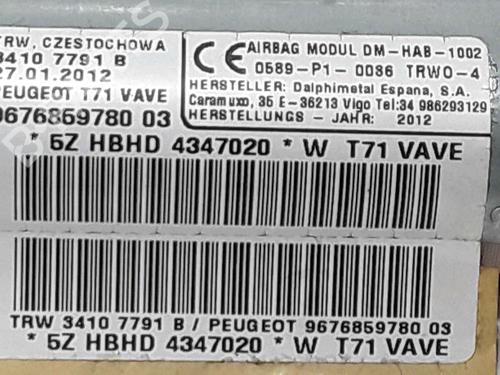 TRW, CZESTOCHOWA
3410 7791 B
27.01.2012
PEUGEOT T71 VAVE
9676859780 03
CE AIRBAG MODUL DM-HAB-1002
0589-P1-0036 TRWO-4
HERSTELLER: Dalphimetal Espana, S.A.
Caramuxo, 35 E-36213 Vigo Tel:34 986293129
HERSTELLUNGS - JAHR: 2012
* 5Z HBHD 4347020 * W T71 VAVE
TRW 3410 7791 B / PEUGEOT 9676859780 03
* 5Z HBHD 4347020 * W T71 VAVE